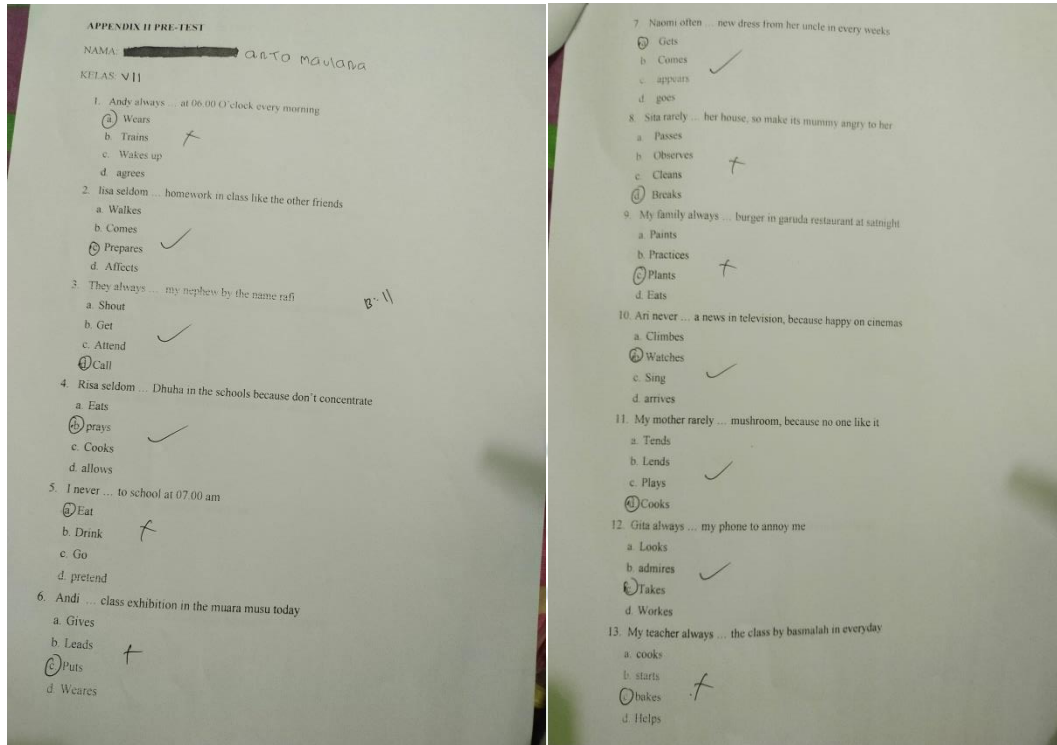 APPENDIX II PRE-TEST
NAMA: anto maulana
KELAS: VII
1. Andy always ... at 06.00 O'clock every morning
a. Wears
b. Trains
c. Wakes up
d. agrees
2. lisa seldom ... homework in class like the other friends
a. Walkes
b. Comes
c. Prepares
d. Affects
3. They always ... my nephew by the name rafi
a. Shout
b. Get
c. Attend
d. Call
B=11
4. Risa seldom ... Dhuha in the schools because don't concentrate
a. Eats
b. prays
c. Cooks
d. allows
5. I never ... to school at 07.00 am
a. Eat
b. Drink
c. Go
d. pretend
6. Andi ... class exhibition in the muara musu today
a. Gives
b. Leads
c. Puts
d. Weares
7. Naomi often ... new dress from her uncle in every weeks
a. Gets
b. Comes
c. appears
d. goes
8. Sita rarely ... her house, so make its mummy angry to her
a. Passes
b. Observes
c. Cleans
d. Breaks
9. My family always ... burger in garuda restaurant at satnight
a. Paints
b. Practices
c. Plants
d. Eats
10. Ari never ... a news in television, because happy on cinemas
a. Climbes
b. Watches
c. Sing
d. arrives
11. My mother rarely ... mushroom, because no one like it
a. Tends
b. Lends
c. Plays
d. Cooks
12. Gita always ... my phone to annoy me
a. Looks
b. admires
c. Takes
d. Workes
13. My teacher always ... the class by basmalah in everyday
a. cooks
b. starts
c. bakes
d. Helps